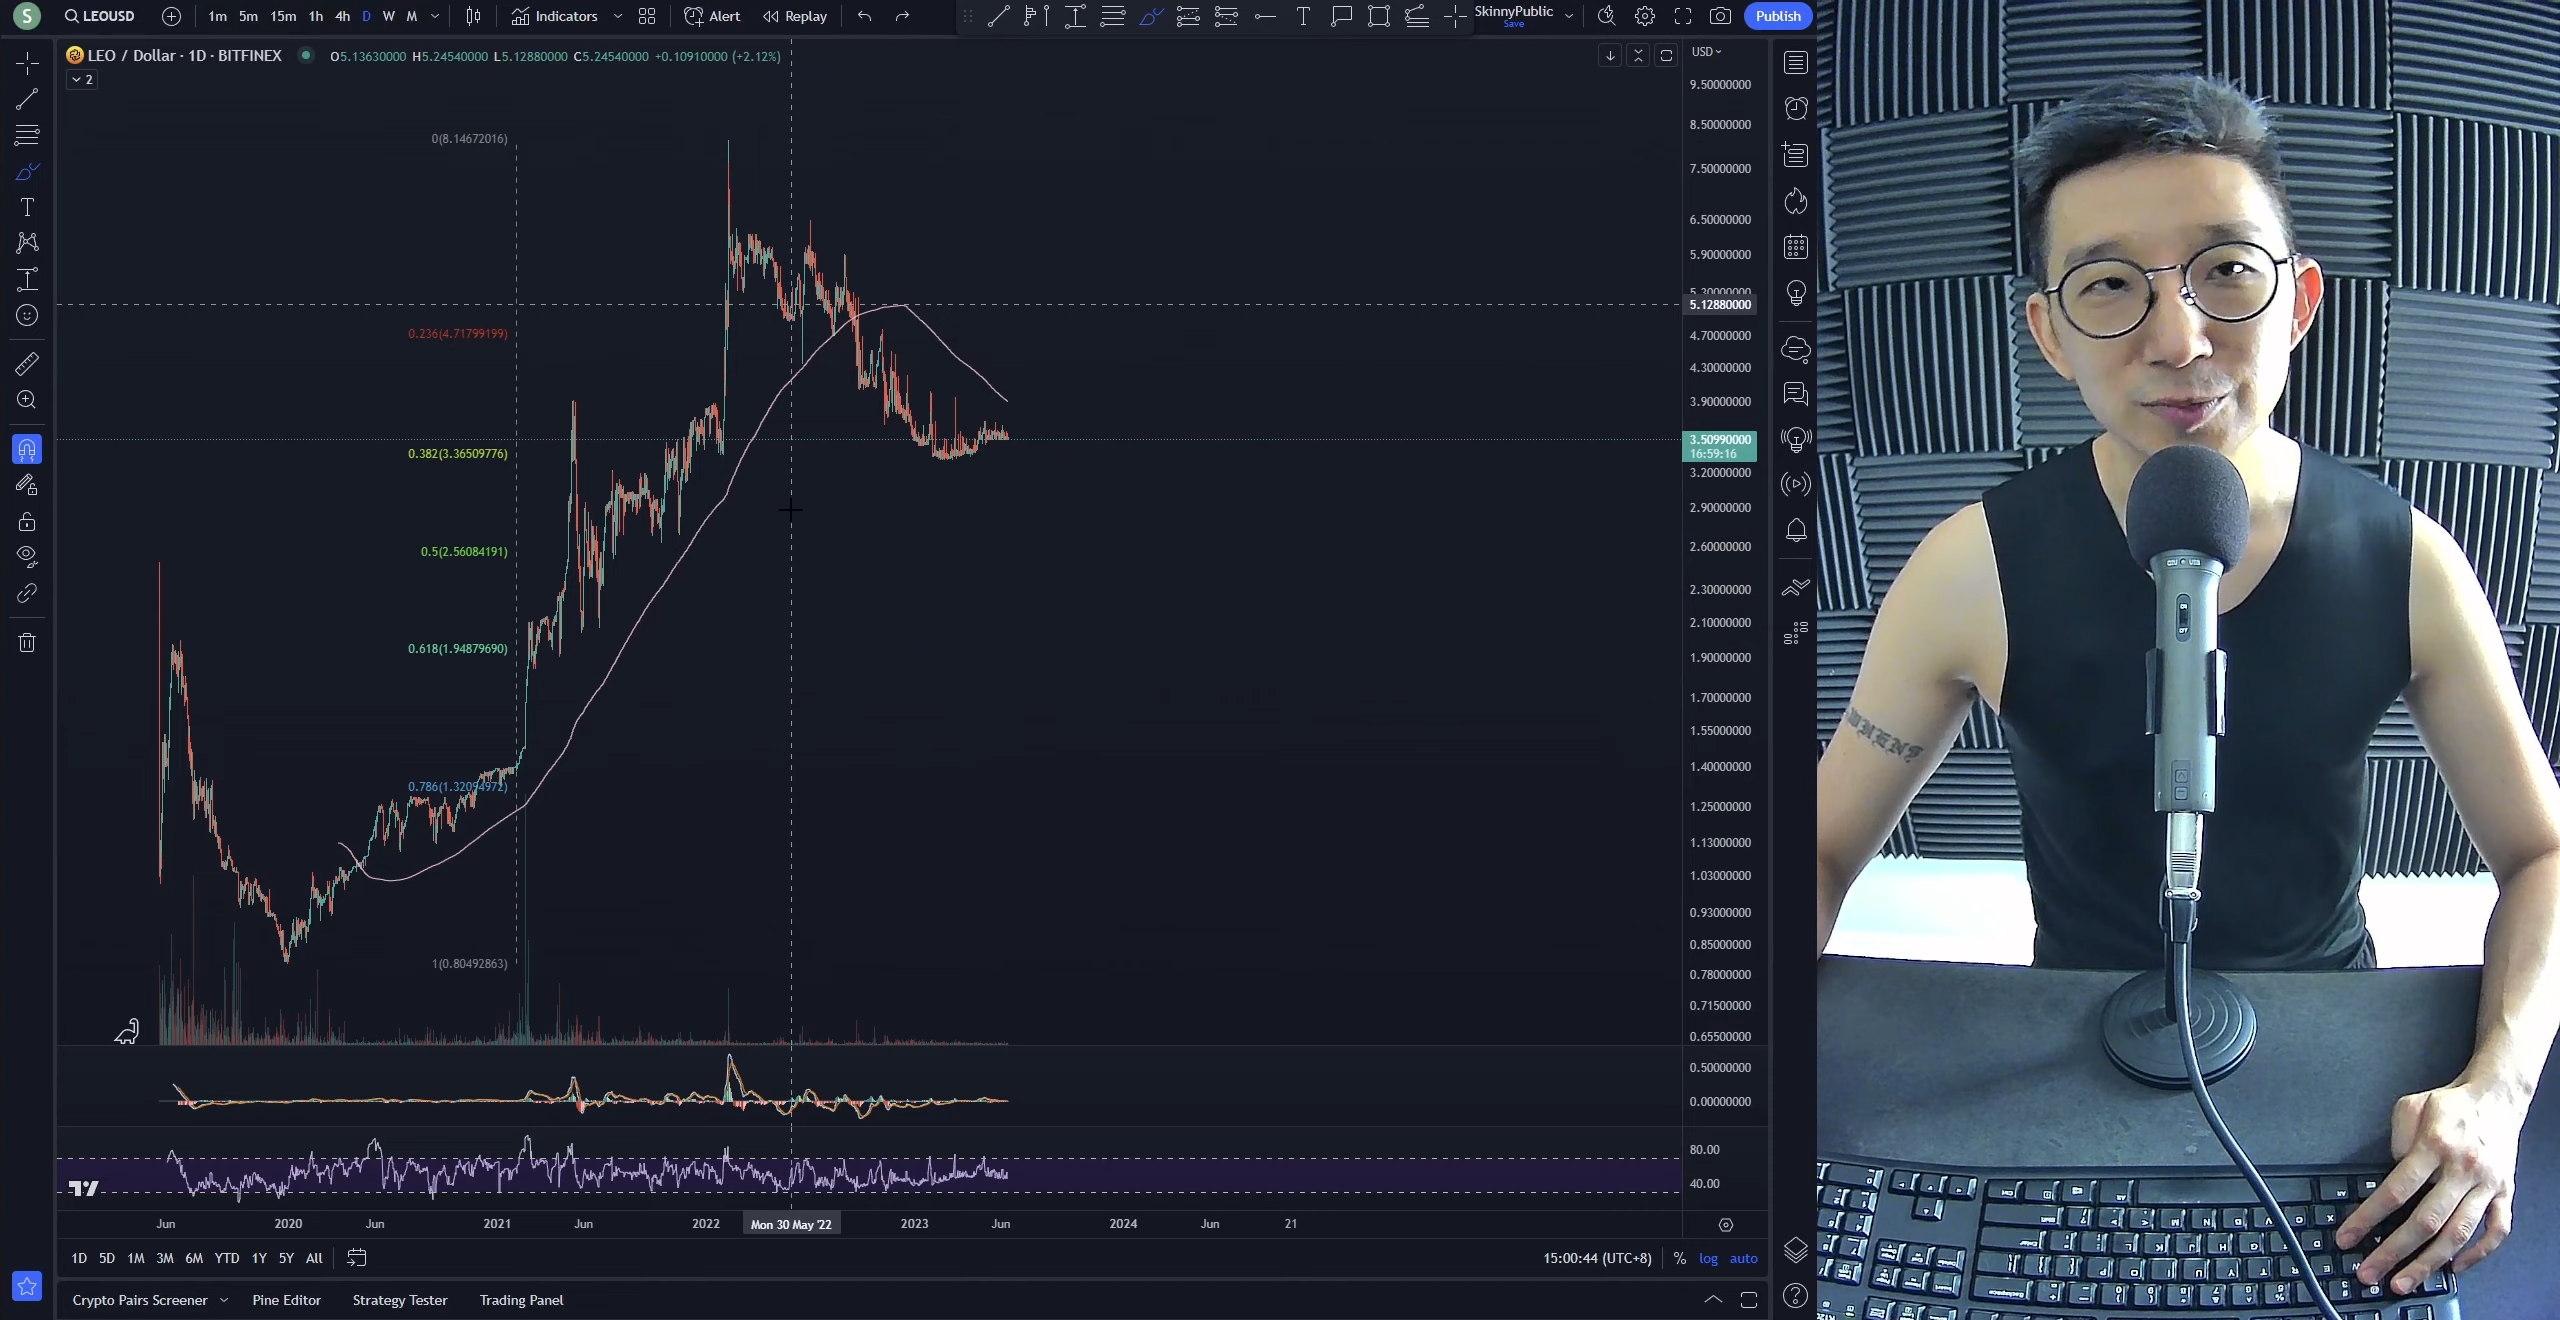 S
LEOUSD
1m 5m 15m 1h 4h D W M
Indicators
Alert
Replay
SkinnyPublic
Save
Publish
LEO / Dollar · 1D · BITFINEX
O5.13630000 H5.24540000 L5.12880000 C5.24540000 +0.10910000 (+2.12%)
2
USD
9.50000000
8.50000000
7.50000000
6.50000000
5.90000000
5.30000000
5.12880000
4.70000000
4.30000000
3.90000000
3.50990000
16:59:16
3.20000000
2.90000000
2.60000000
2.30000000
2.10000000
1.90000000
1.70000000
1.55000000
1.40000000
1.25000000
1.13000000
1.03000000
0.93000000
0.85000000
0.78000000
0.71500000
0.65500000
0.50000000
0.00000000
80.00
40.00
0(8.14672016)
0.236(4.71799199)
0.382(3.36509776)
0.5(2.56084191)
0.618(1.94879690)
0.786(1.32094972)
1(0.80492863)
Jun 2020 Jun 2021 Jun 2022 Mon 30 May '22 2023 Jun 2024 Jun 21
1D 5D 1M 3M 6M YTD 1Y 5Y All
15:00:44 (UTC+8) % log auto
Crypto Pairs Screener Pine Editor Strategy Tester Trading Panel